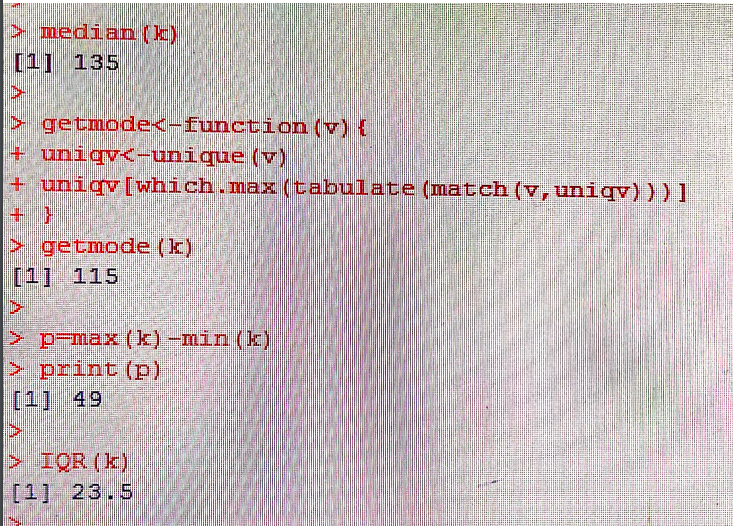 > median(k)
[1] 135
>
> getmode<-function(v){
+ uniqv<-unique(v)
+ uniqv[which.max(tabulate(match(v,uniqv)))]
+ }
> getmode(k)
[1] 115
>
> p=max(k)-min(k)
> print(p)
[1] 49
>
> IQR(k)
[1] 23.5
>